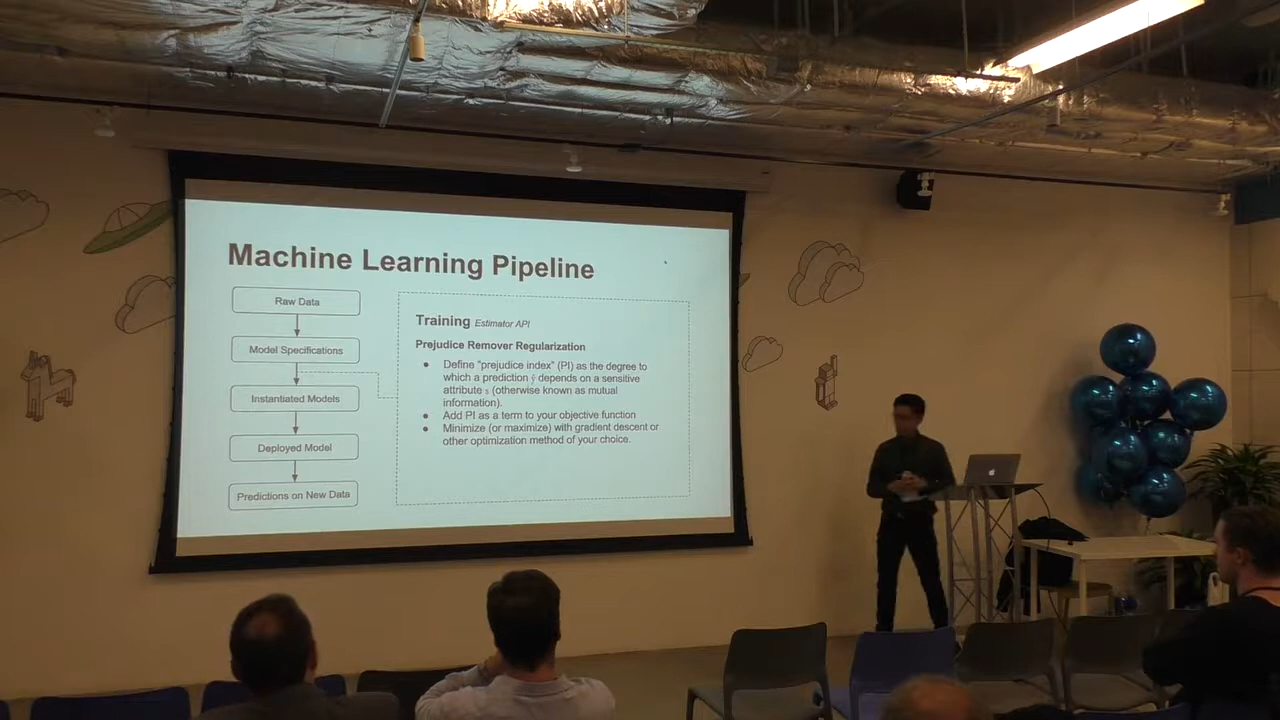 Machine Learning Pipeline
Raw Data
Model Specifications
Instantiated Models
Deployed Model
Predictions on New Data
Training Estimator API
Prejudice Remover Regularization
Define "prejudice index" (PI) as the degree to
which a prediction ŷ depends on a sensitive
attribute s (otherwise known as mutual
information).
Add PI as a term to your objective function
Minimize (or maximize) with gradient descent or
other optimization method of your choice.